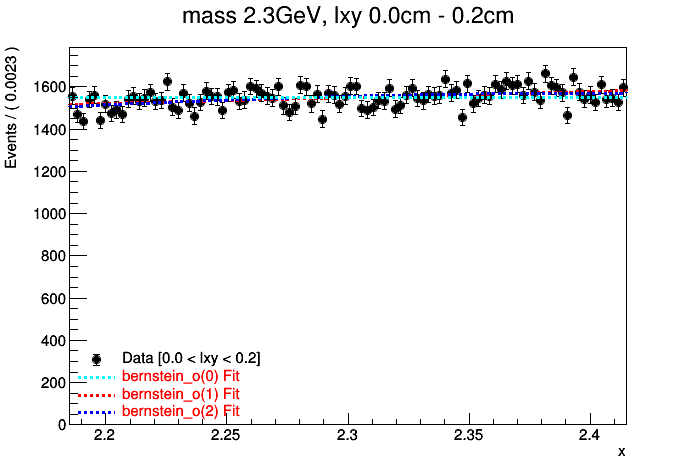 mass 2.3GeV, lxy 0.0cm - 0.2cm
Events / ( 0.0023 )
1600
1400
1200
1000
800
600
400
200
0
Data [0.0 < lxy < 0.2]
bernstein_o(0) Fit
bernstein_o(1) Fit
bernstein_o(2) Fit
2.2 2.25 2.3 2.35 2.4
x